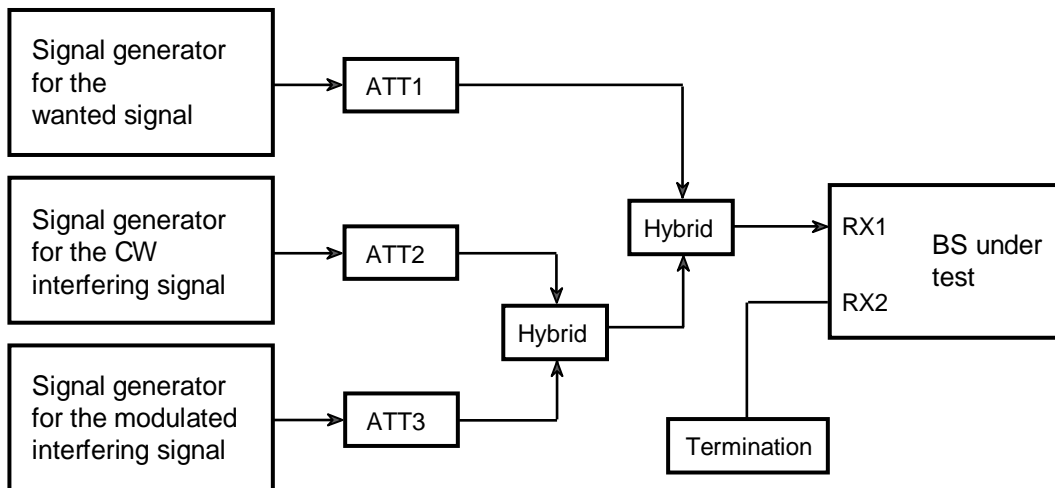 Signal generator
for the
wanted signal
ATT1
Signal generator
for the CW
interfering signal
ATT2
Hybrid
Signal generator
for the modulated
interfering signal
ATT3
Hybrid
RX1
RX2
BS under
test
Termination